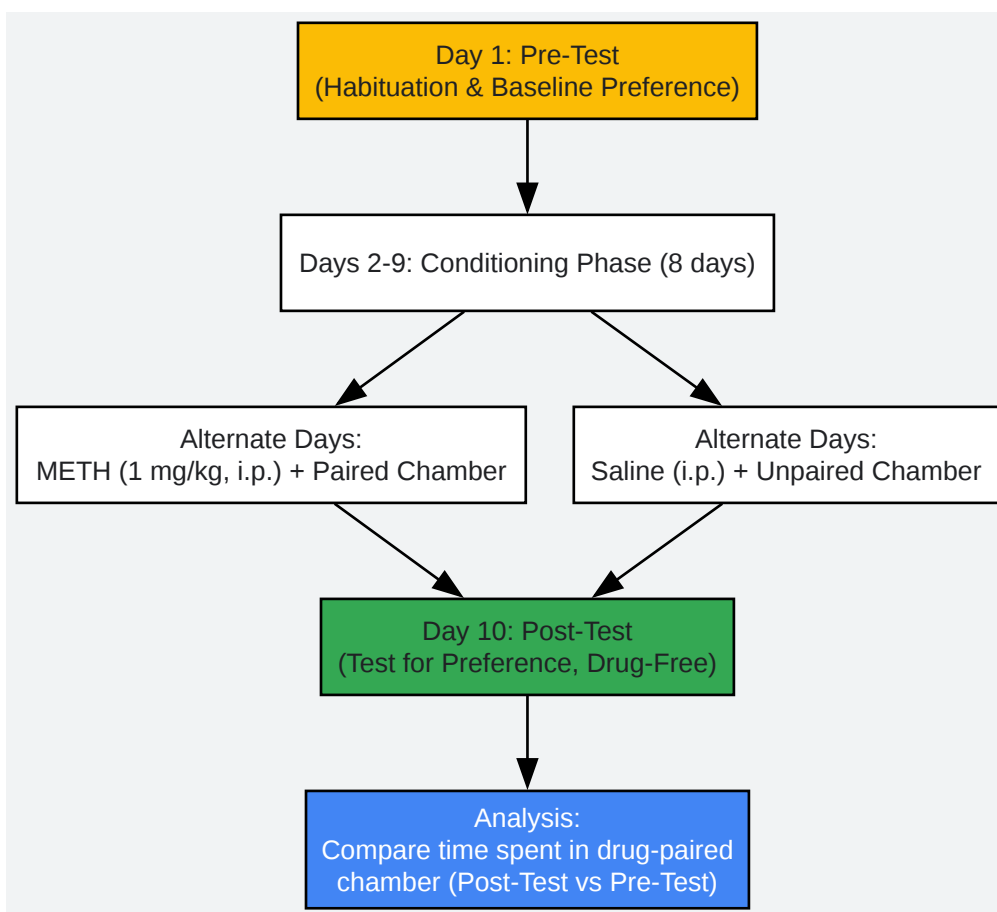 Day 1: Pre-Test
(Habituation & Baseline Preference)
Days 2-9: Conditioning Phase (8 days)
Alternate Days:
METH (1 mg/kg, i.p.) + Paired Chamber
Alternate Days:
Saline (i.p.) + Unpaired Chamber
Day 10: Post-Test
(Test for Preference, Drug-Free)
Analysis:
Compare time spent in drug-paired
chamber (Post-Test vs Pre-Test)